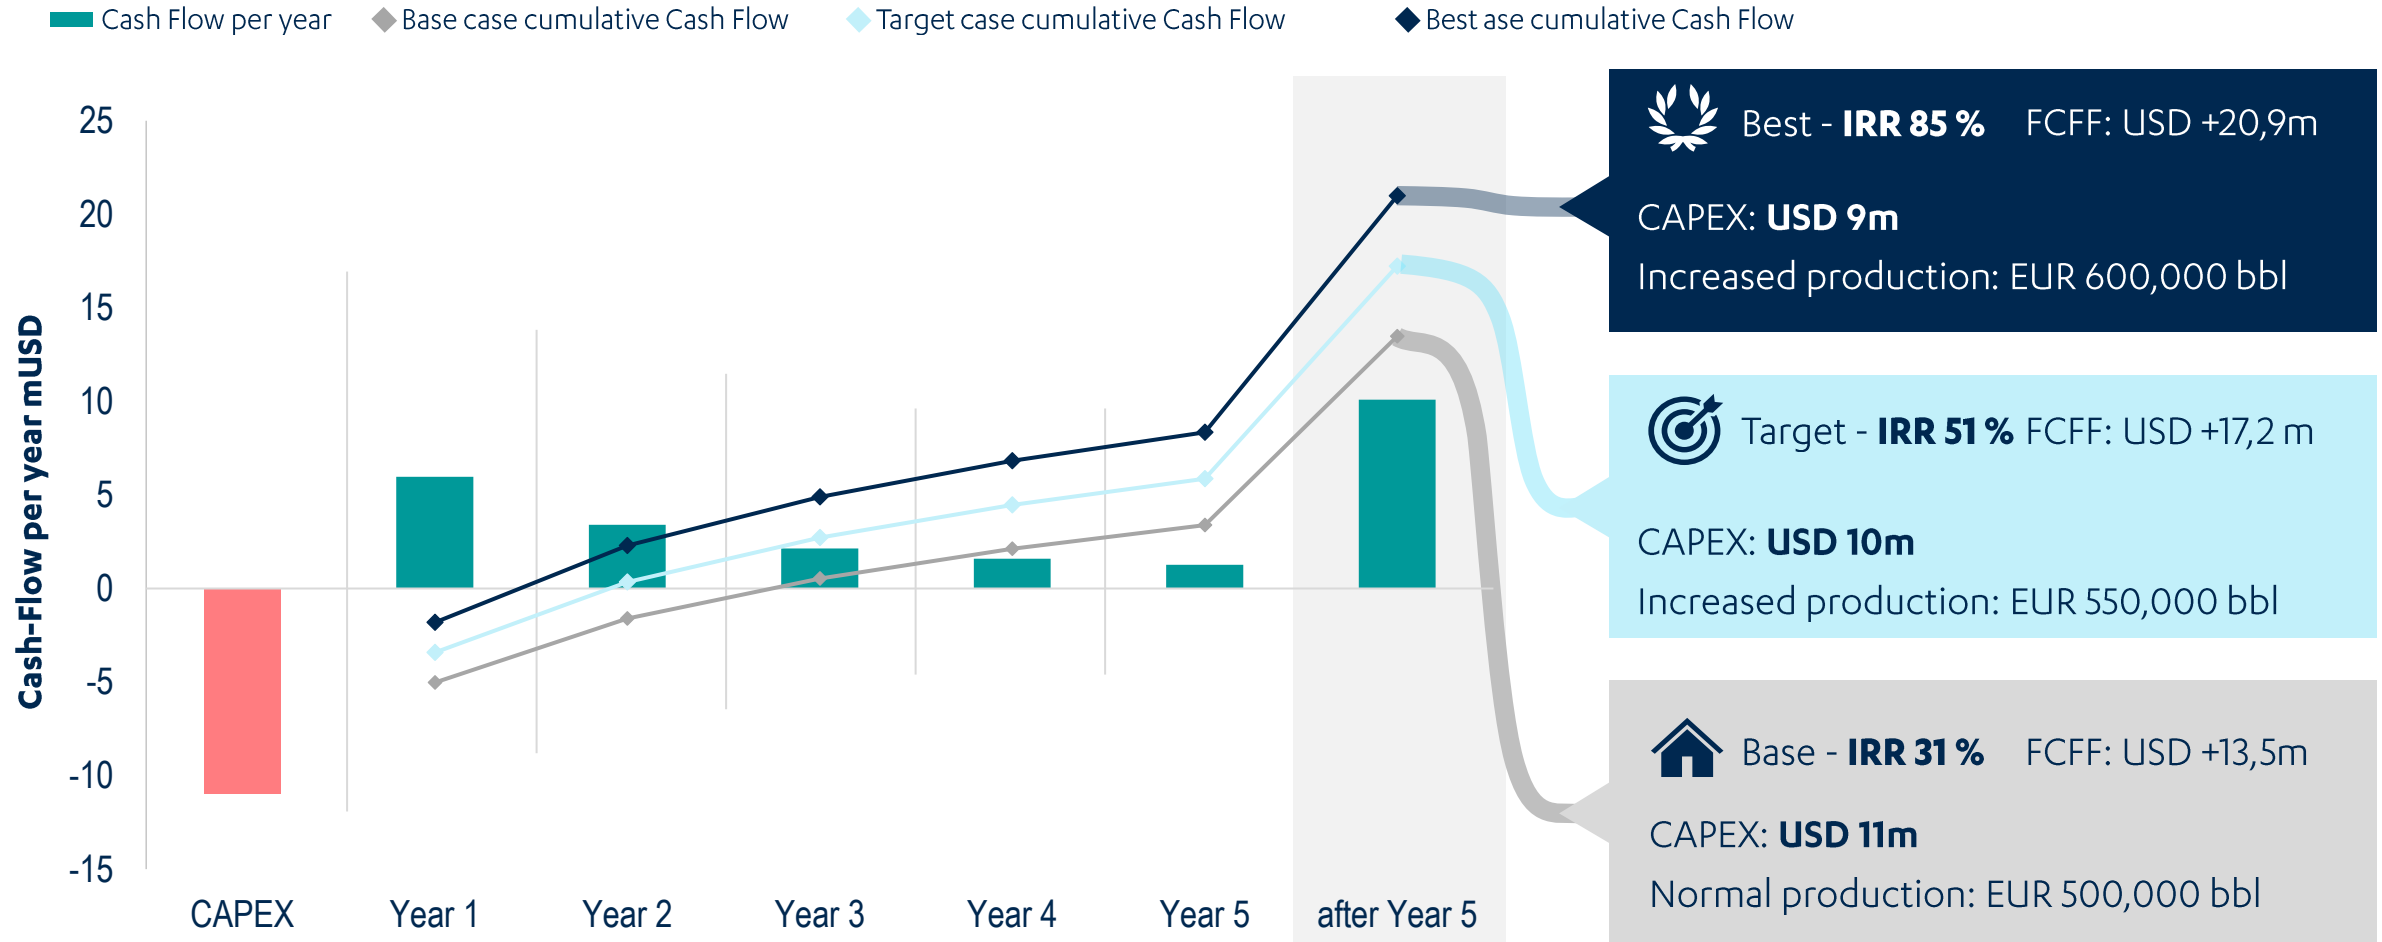 Cash Flow per year
Base case cumulative Cash Flow
Target case cumulative Cash Flow
Best ase cumulative Cash Flow
Cash-Flow per year mUSD
25
20
15
10
5
0
-5
-10
-15
CAPEX
Year 1
Year 2
Year 3
Year 4
Year 5
after Year 5
Best - IRR 85 % FCFF: USD +20,9m
CAPEX: USD 9m
Increased production: EUR 600,000 bbl
Target - IRR 51 % FCFF: USD +17,2 m
CAPEX: USD 10m
Increased production: EUR 550,000 bbl
Base - IRR 31 % FCFF: USD +13,5m
CAPEX: USD 11m
Normal production: EUR 500,000 bbl